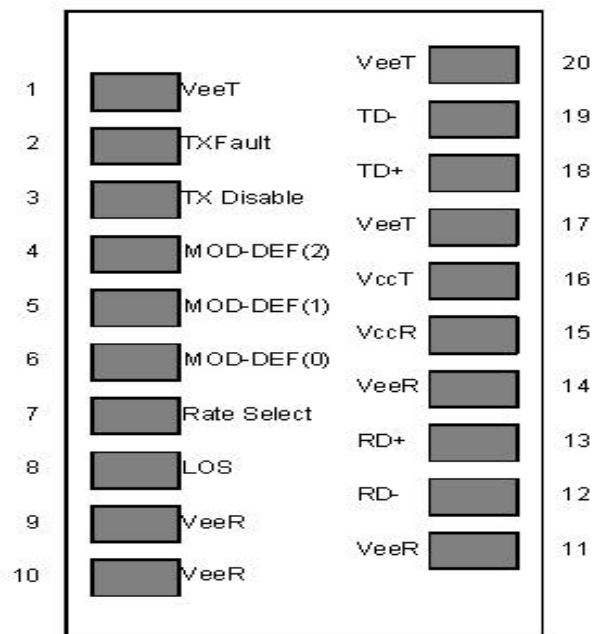 1 VeeT
2 TXFault
3 TX Disable
4 MOD-DEF(2)
5 MOD-DEF(1)
6 MOD-DEF(0)
7 Rate Select
8 LOS
9 VeeR
10 VeeR
VeeT 20
TD- 19
TD+ 18
VeeT 17
VccT 16
VccR 15
VeeR 14
RD+ 13
RD- 12
VeeR 11